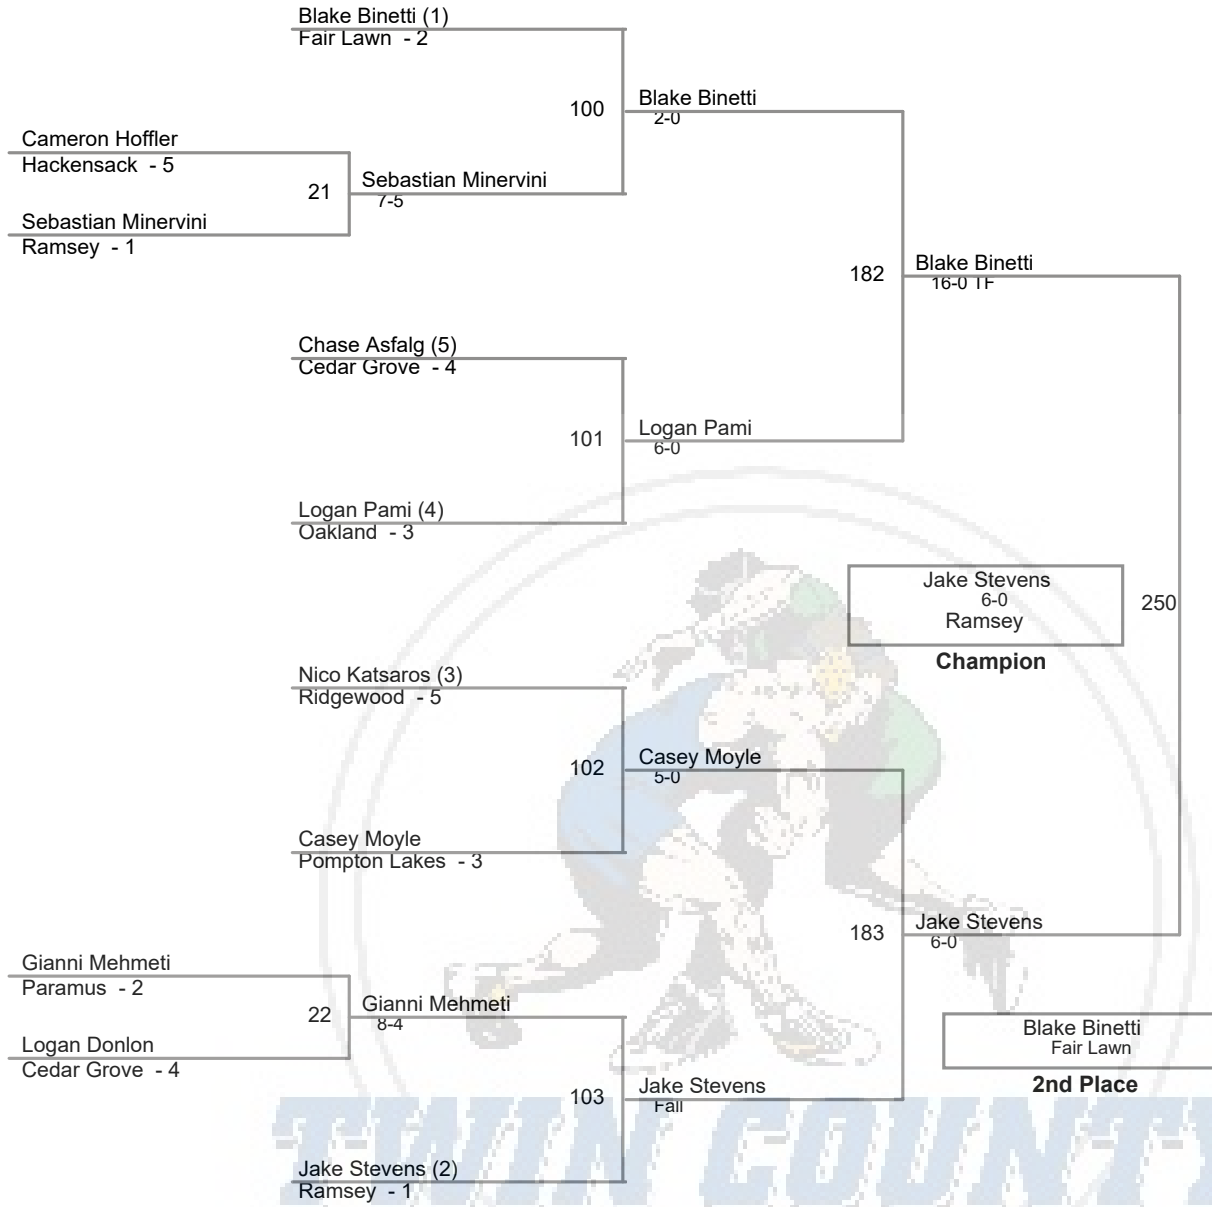 Blake Binetti (1)
Fair Lawn - 2
100
Blake Binetti
2-0
Cameron Hoffler
Hackensack - 5
21
Sebastian Minervini
7-5
Sebastian Minervini
Ramsey - 1
182
Blake Binetti
16-0 TF
Chase Asfalg (5)
Cedar Grove - 4
101
Logan Pami
6-0
Logan Pami (4)
Oakland - 3
Jake Stevens
6-0
Ramsey
250
Champion
Nico Katsaros (3)
Ridgewood - 5
102
Casey Moyle
5-0
Casey Moyle
Pompton Lakes - 3
183
Jake Stevens
6-0
Gianni Mehmeti
Paramus - 2
22
Gianni Mehmeti
8-4
Logan Donlon
Cedar Grove - 4
Blake Binetti
Fair Lawn
2nd Place
103
Jake Stevens
Fall
Jake Stevens (2)
Ramsey - 1
TWIN COUNTY